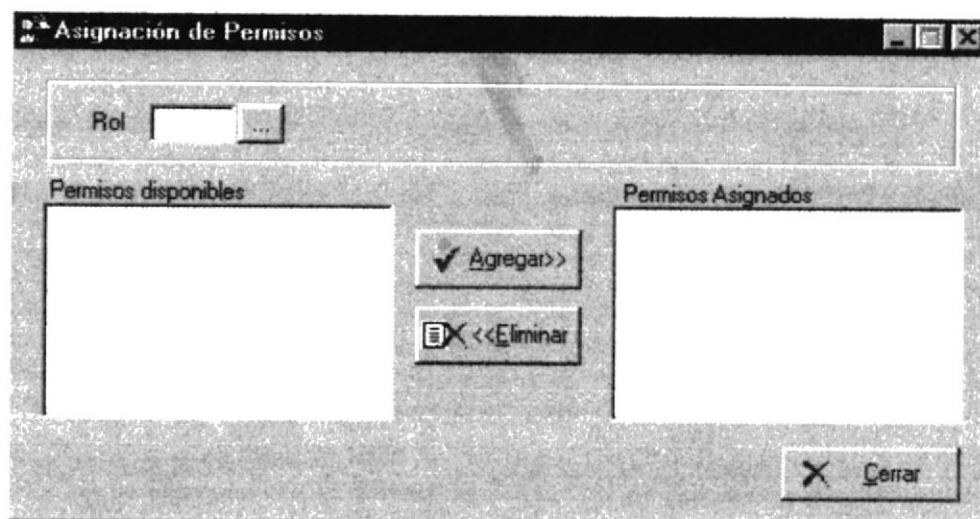 Asignación de Permisos
Rol ...
Permisos disponibles
Permisos Asignados
Agregar>>
<<Eliminar
Cerrar